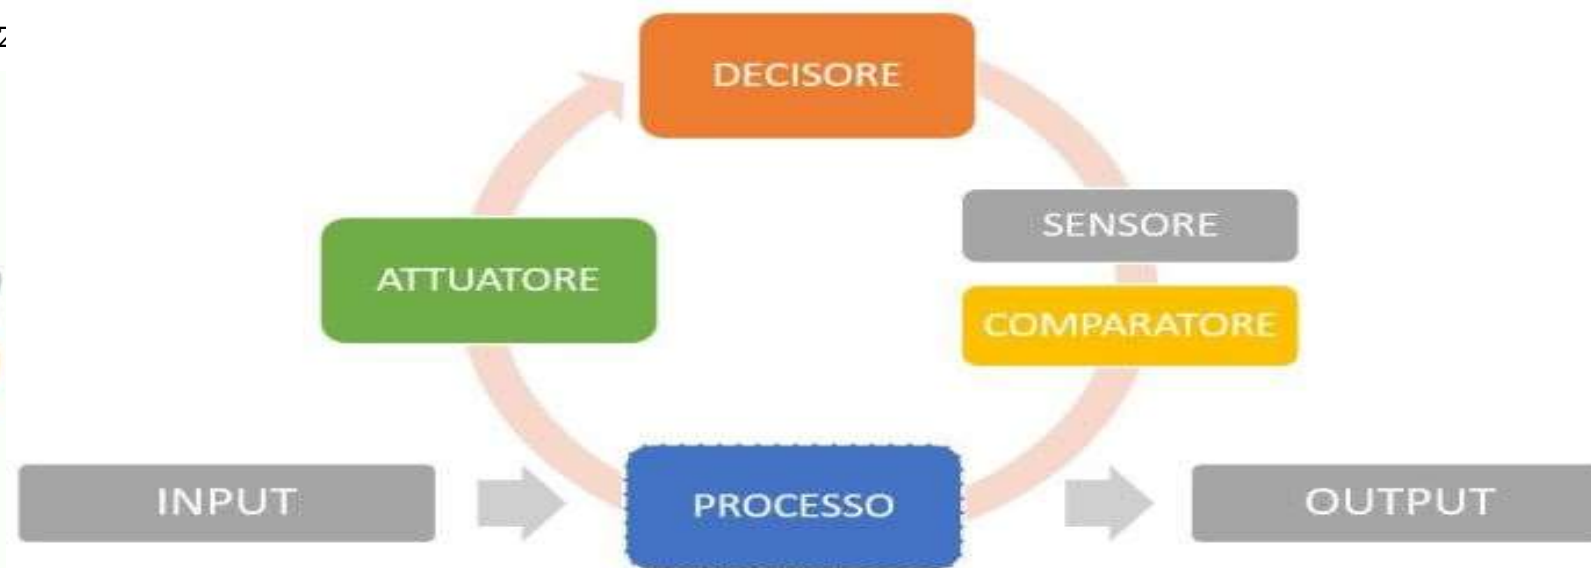 DECISORE
SENSORE
ATTUATORE
COMPARATORE
INPUT
PROCESSO
OUTPUT